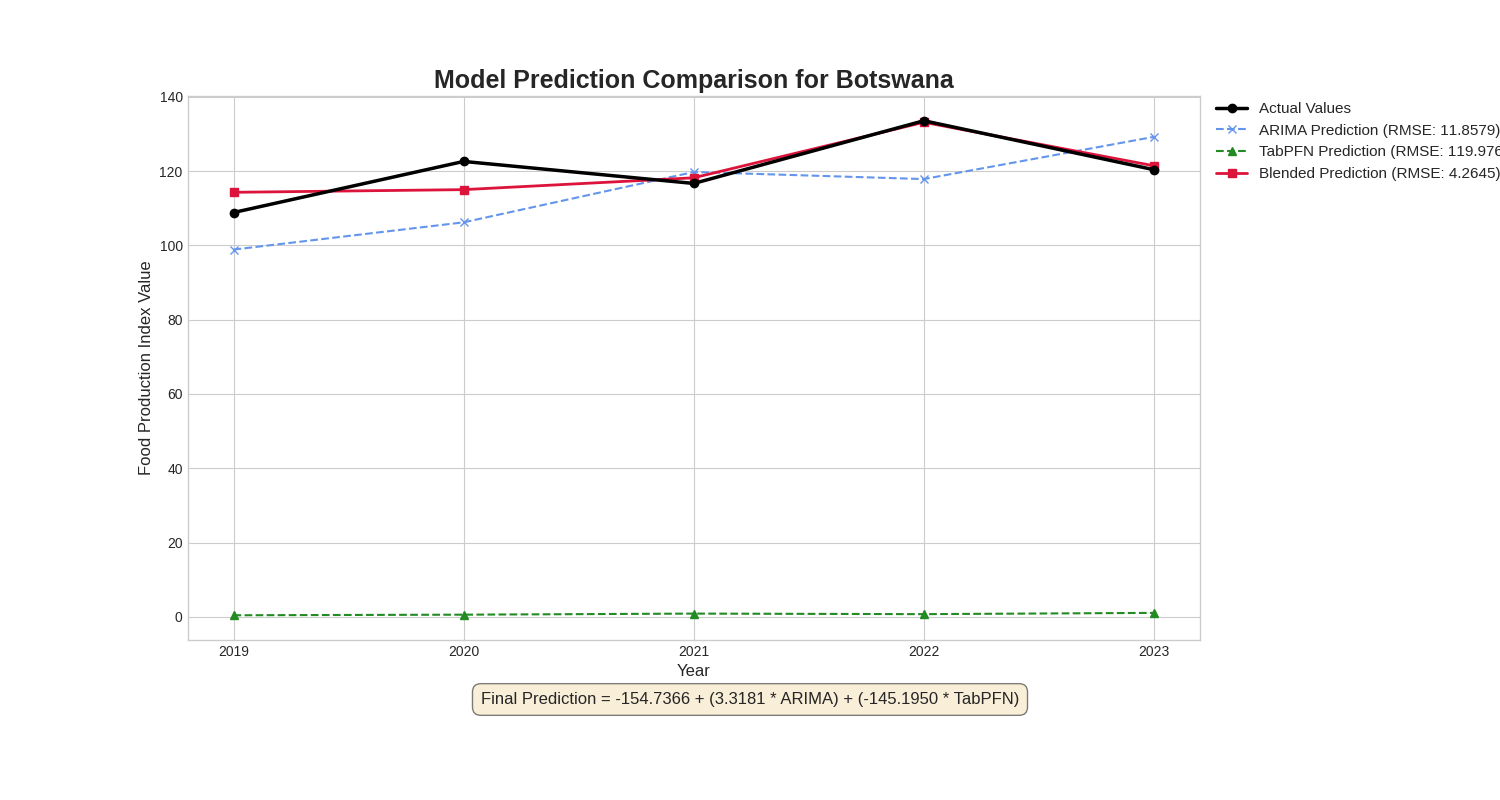 Model Prediction Comparison for Botswana
140
120
100
80
60
40
20
0
Food Production Index Value
2019 2020 2021 2022 2023
Year
Actual Values
ARIMA Prediction (RMSE: 11.8579)
TabPFN Prediction (RMSE: 119.976
Blended Prediction (RMSE: 4.2645)
Final Prediction = -154.7366 + (3.3181 * ARIMA) + (-145.1950 * TabPFN)